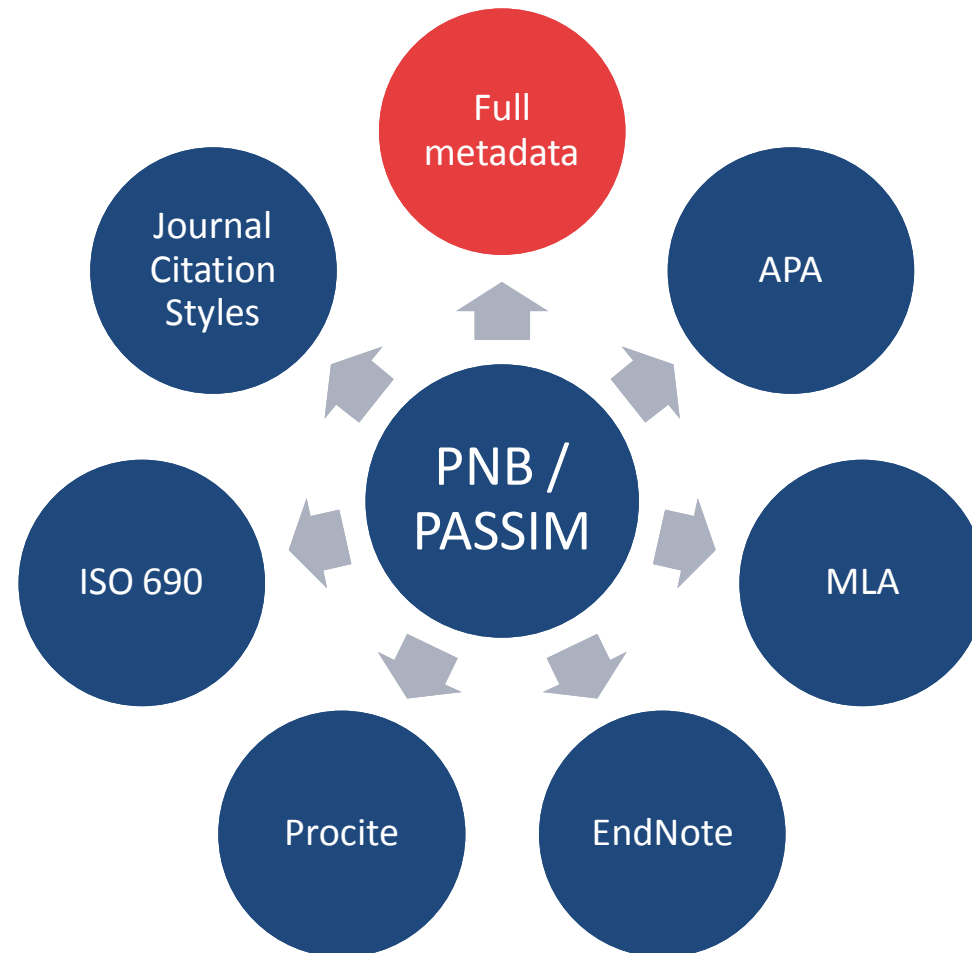 Full
metadata
APA
MLA
EndNote
Procite
ISO 690
Journal
Citation
Styles
PNB /
PASSIM